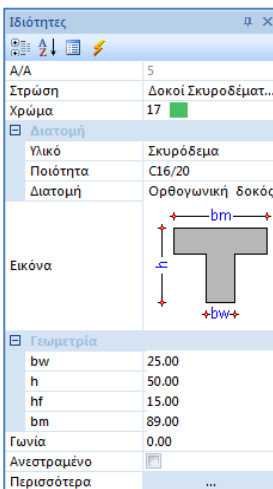 Ιδιότητες
Α/Α 5
Στρώση Δοκοί Σκυροδέματ...
Χρώμα 17
Διατομή
Υλικό Σκυρόδεμα
Ποιότητα C16/20
Διατομή Ορθογωνική δοκός
Εικόνα
bm
h
bw
Γεωμετρία
bw 25.00
h 50.00
hf 15.00
bm 89.00
Γωνία 0.00
Ανεστραμένο
Περισσότερα ...